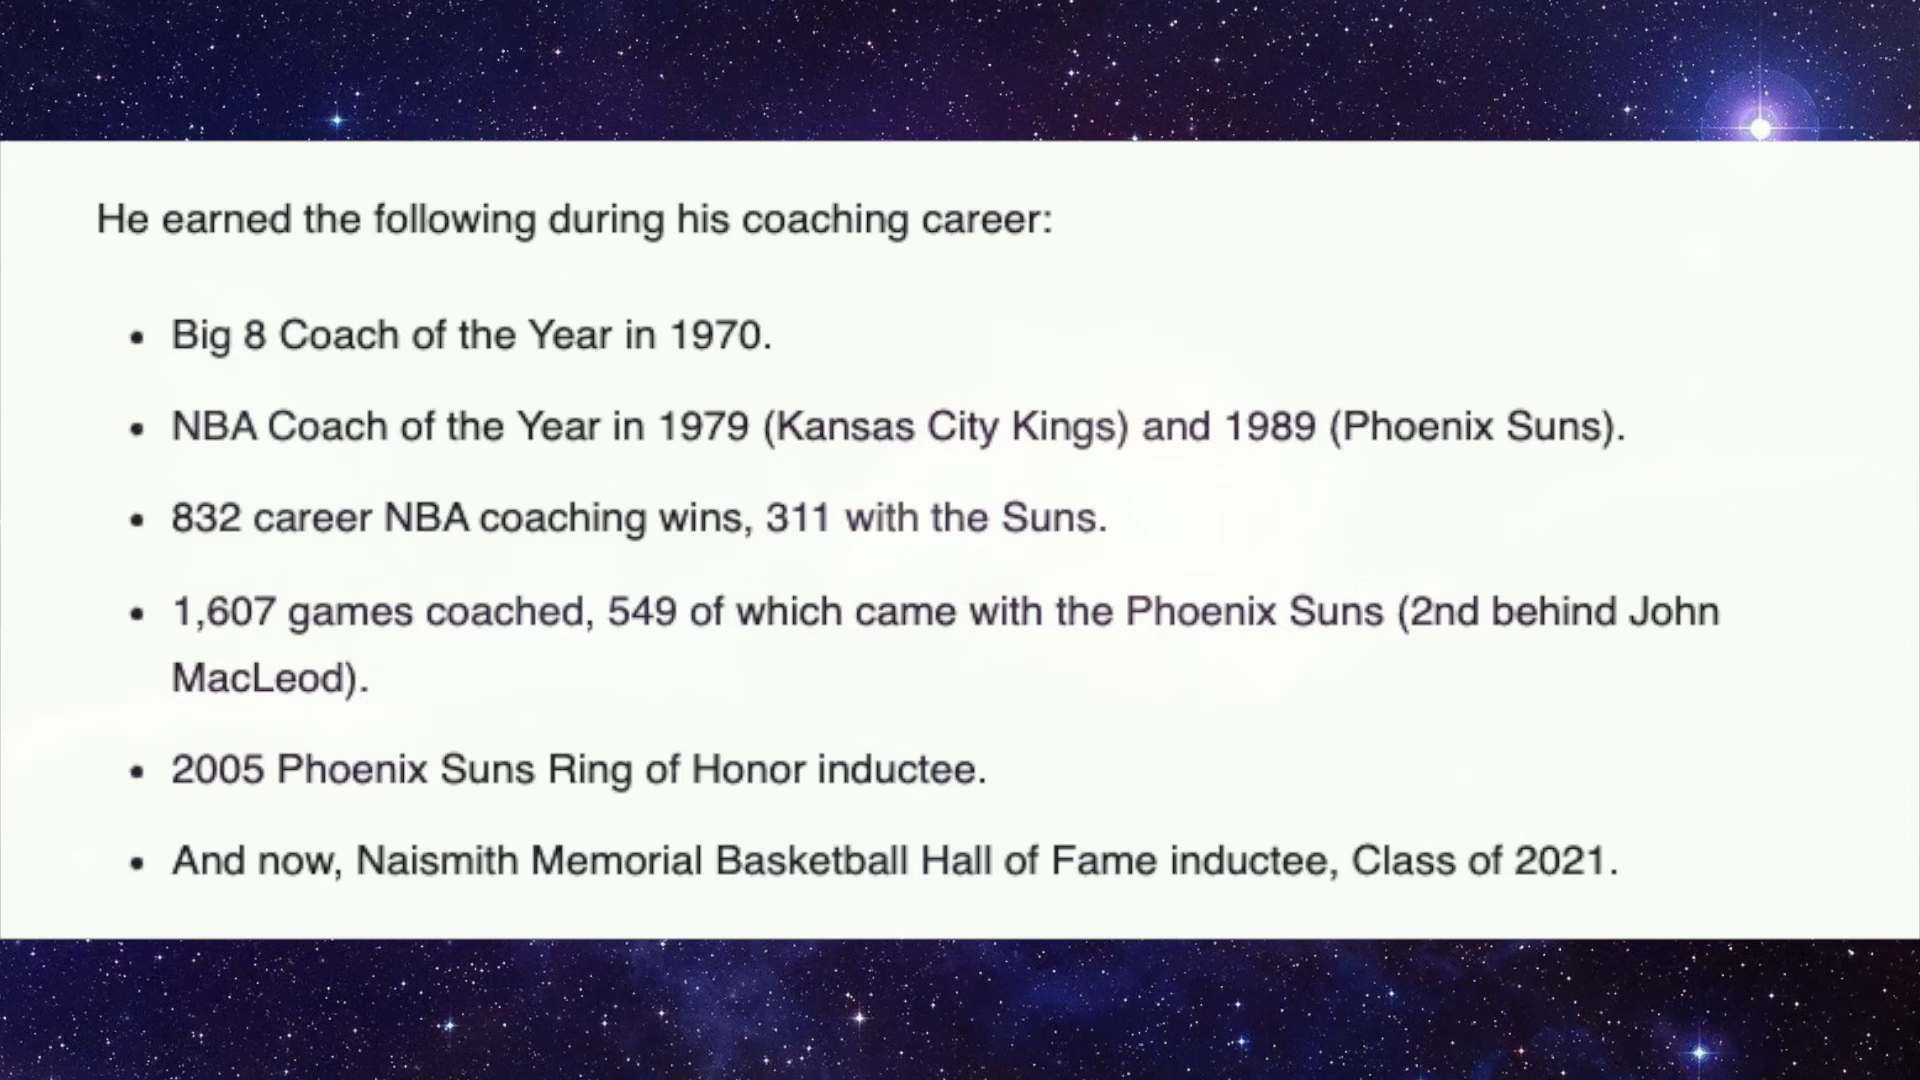 He earned the following during his coaching career:
• Big 8 Coach of the Year in 1970.
• NBA Coach of the Year in 1979 (Kansas City Kings) and 1989 (Phoenix Suns).
• 832 career NBA coaching wins, 311 with the Suns.
• 1,607 games coached, 549 of which came with the Phoenix Suns (2nd behind John
MacLeod).
• 2005 Phoenix Suns Ring of Honor inductee.
• And now, Naismith Memorial Basketball Hall of Fame inductee, Class of 2021.